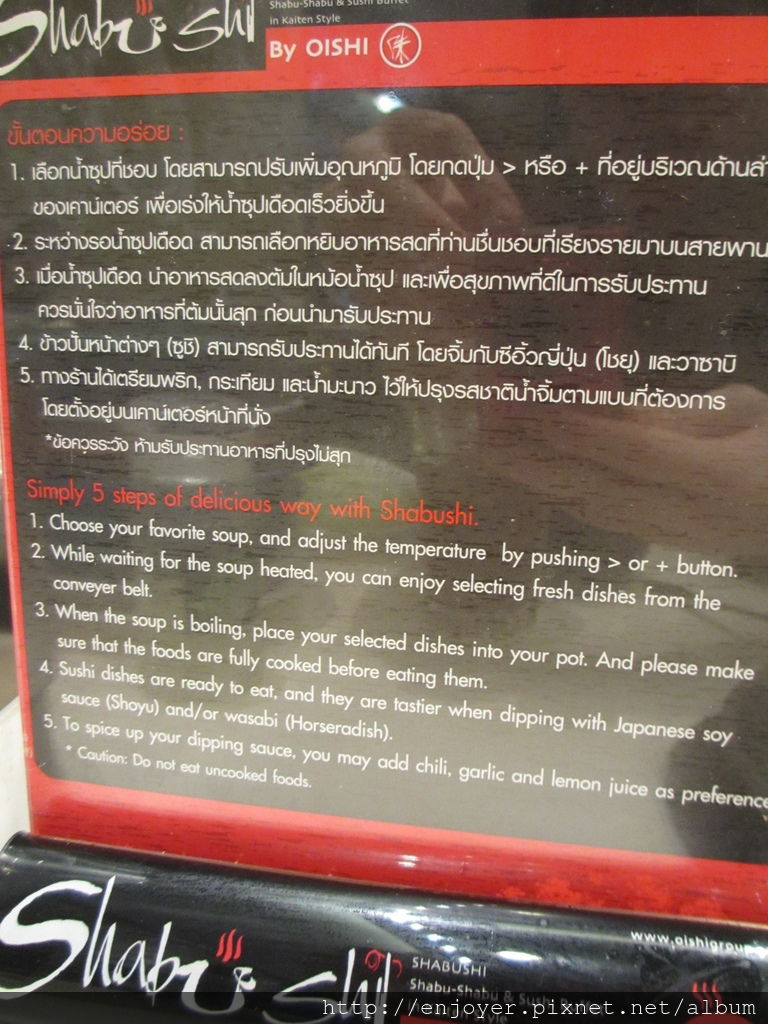 Shabu shi
Shabu-Shabu & Sushi Buffet
in Kaiten Style
By OISHI
ขั้นตอนความอร่อย :
1. เลือกน้ำซุปที่ชอบ โดยสามารถปรับเพิ่มอุณหภูมิ โดยกดปุ่ม > หรือ + ที่อยู่บริเวณด้านล่า
ของเคาน์เตอร์ เพื่อเร่งให้น้ำซุปเดือดเร็วยิ่งขึ้น
2. ระหว่างรอน้ำซุปเดือด สามารถเลือกหยิบอาหารสดที่ท่านชื่นชอบที่เรียงรายมาบนสายพาน
3. เมื่อน้ำซุปเดือด นำอาหารสดลงต้มในหม้อน้ำซุป และเพื่อสุขภาพที่ดีในการรับประทาน
ควรมั่นใจว่าอาหารที่ต้มนั้นสุก ก่อนนำมารับประทาน
4. ข้าวปั้นหน้าต่างๆ (ซูชิ) สามารถรับประทานได้ทันที โดยจิ้มกับซีอิ้วญี่ปุ่น (โชยุ) และวาซาบิ
5. ทางร้านได้เตรียมพริก, กระเทียม และน้ำมะนาว ไว้ให้ปรุงรสชาติน้ำจิ้มตามแบบที่ต้องการ
โดยตั้งอยู่บนเคาน์เตอร์หน้าที่นั่ง
*ข้อควรระวัง ห้ามรับประทานอาหารที่ปรุงไม่สุก
Simply 5 steps of delicious way with Shabushi.
1. Choose your favorite soup, and adjust the temperature by pushing > or + button.
2. While waiting for the soup heated, you can enjoy selecting fresh dishes from the
conveyer belt.
3. When the soup is boiling, place your selected dishes into your pot. And please make
sure that the foods are fully cooked before eating them.
4. Sushi dishes are ready to eat, and they are tastier when dipping with Japanese soy
sauce (Shoyu) and/or wasabi (Horseradish).
5. To spice up your dipping sauce, you may add chili, garlic and lemon juice as preference
* Caution: Do not eat uncooked foods.
www.oishigroup
Shabu shi
SHABUSHI
Shabu-Shabu & Sushi Buffet
in Kaiten Style
http://enjoyer.pixnet.net/album